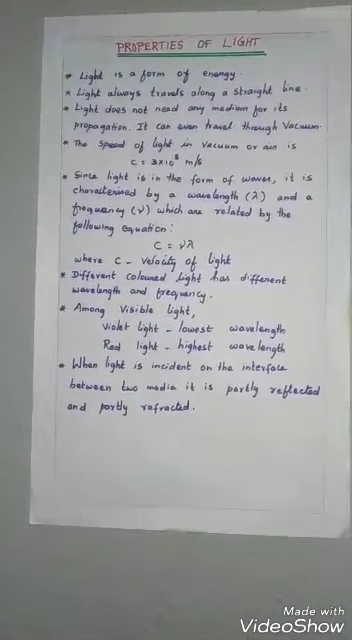 PROPERTIES OF LIGHT
* Light is a form of energy.
* Light always travels along a straight line.
* Light does not need any medium for its
propagation. It can even travel through Vacuum.
* The speed of light in vacuum or air is
C = 3×10⁸ m/s
* Since light is in the form of waves, it is
characterised by a wavelength (λ) and a
frequency (ν) which are related by the
following equation:
C = νλ
where C - Velocity of light
* Different coloured light has different
wavelength and frequency.
* Among Visible light,
Violet light - lowest wavelength
Red light - highest wavelength
* When light is incident on the interface
between two media it is partly reflected
and partly refracted.
Made with
VideoShow